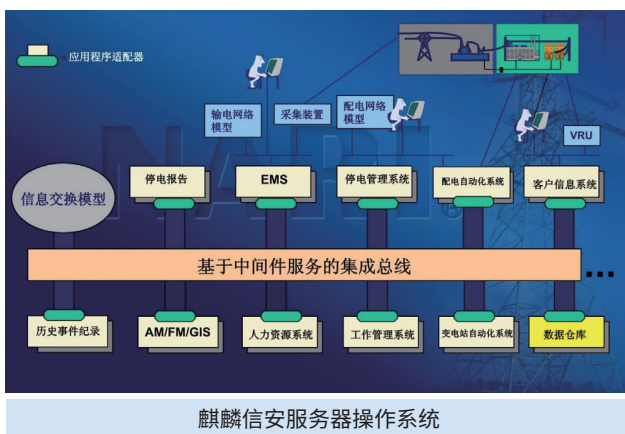 应用程序适配器
输电网络
模型
采集装置
配电网络
模型
VRU
NARI®
信息交换模型
停电报告
EMS
停电管理系统
配电自动化系统
客户信息系统
基于中间件服务的集成总线
...
历史事件纪录
AM/FM/GIS
人力资源系统
工作管理系统
变电站自动化系统
数据仓库
麒麟信安服务器操作系统